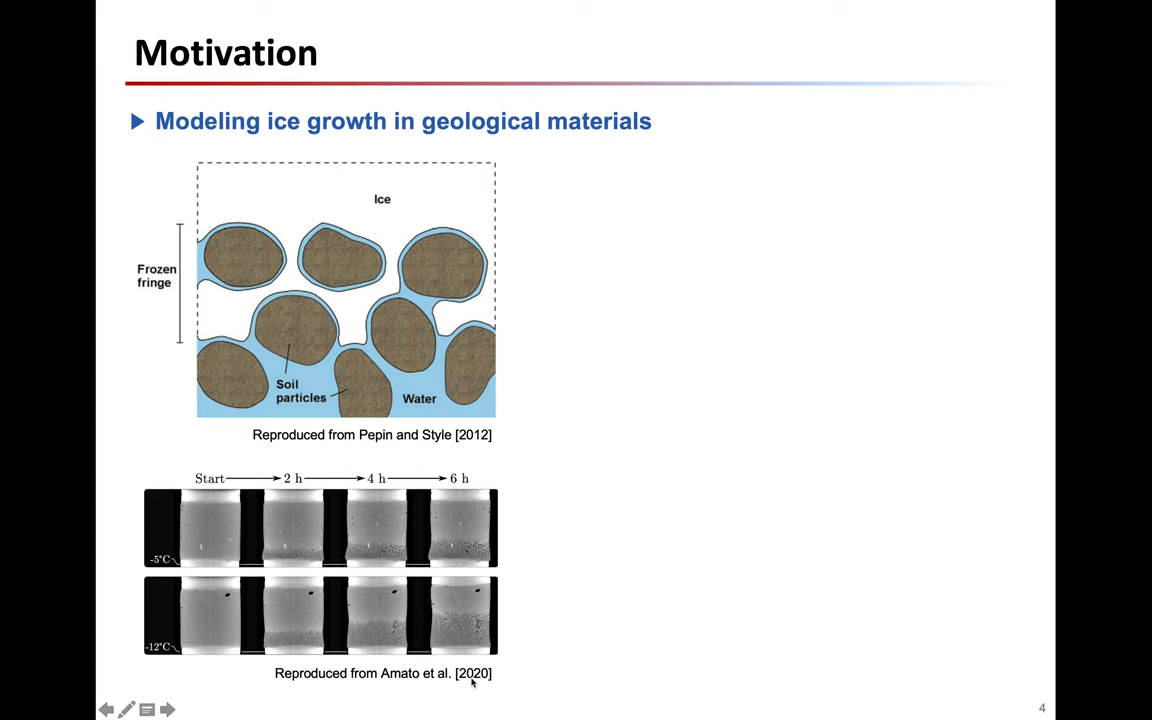 Motivation
Modeling ice growth in geological materials
Ice
Frozen
fringe
Soil
particles
Water
Reproduced from Pepin and Style [2012]
Start 2 h 4 h 6 h
-5°C
-12°C
Reproduced from Amato et al. [2020]
4